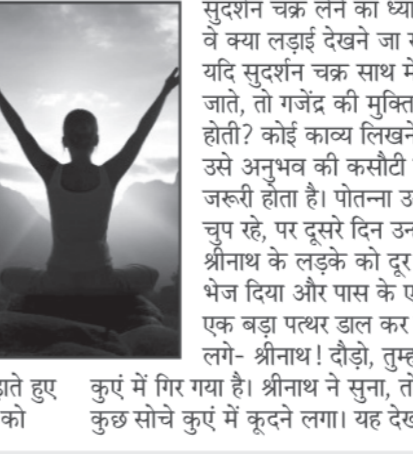 सुदर्शन चक्र लेने का
वे क्या लड़ाई देखने जा
यदि सुदर्शन चक्र साथ
जाते, तो गजेंद्र की मुक्ति
होती? कोई काव्य लिखने
उसे अनुभव की कसौटी
जरूरी होता है। पोतन्ना
चुप रहे, पर दूसरे दिन
श्रीनाथ के लड़के को दूर
भेज दिया और पास के
एक बड़ा पत्थर डाल कर
लगे- श्रीनाथ! दौड़ो,
कुएं में गिर गया है। श्रीनाथ ने सुना,
कुछ सोचे कुएं में कूदने लगा। यह
हुए
को